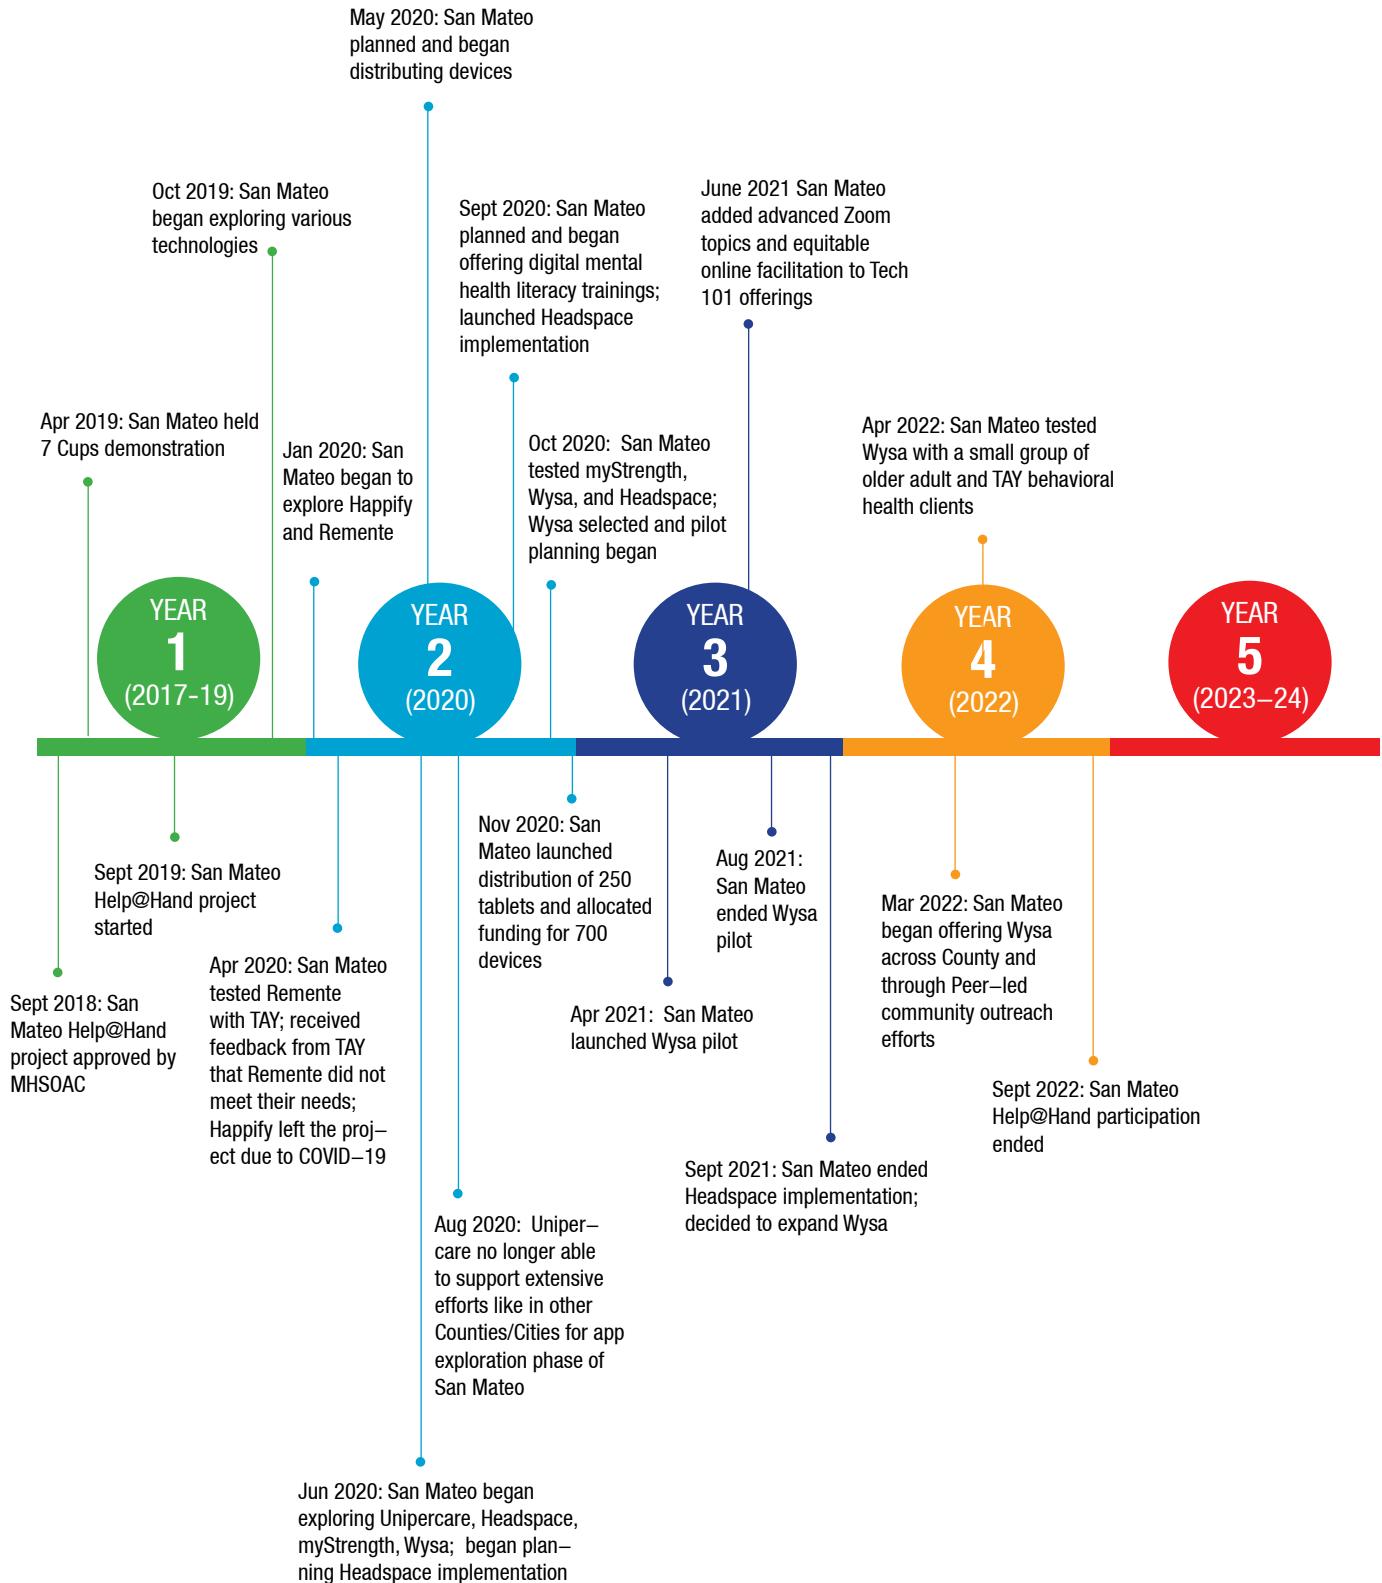 May 2020: San Mateo
planned and began
distributing devices
Oct 2019: San Mateo
began exploring various
technologies
Sept 2020: San Mateo
planned and began
offering digital mental
health literacy trainings;
launched Headspace
implementation
June 2021 San Mateo
added advanced Zoom
topics and equitable
online facilitation to Tech
101 offerings
Apr 2019: San Mateo held
7 Cups demonstration
Jan 2020: San
Mateo began to
explore Happify
and Remente
Oct 2020:  San Mateo
tested myStrength,
Wysa, and Headspace;
Wysa selected and pilot
planning began
Apr 2022: San Mateo tested
Wysa with a small group of
older adult and TAY behavioral
health clients
YEAR
1
(2017-19)
YEAR
2
(2020)
YEAR
3
(2021)
YEAR
4
(2022)
YEAR
5
(2023–24)
Sept 2019: San Mateo
Help@Hand project
started
Sept 2018: San
Mateo Help@Hand
project approved by
MHSOAC
Apr 2020: San Mateo
tested Remente
with TAY; received
feedback from TAY
that Remente did not
meet their needs;
Happify left the proj–
ect due to COVID–19
Nov 2020: San
Mateo launched
distribution of 250
tablets and allocated
funding for 700
devices
Aug 2021:
San Mateo
ended Wysa
pilot
Apr 2021:  San Mateo
launched Wysa pilot
Mar 2022: San Mateo
began offering Wysa
across County and
through Peer–led
community outreach
efforts
Sept 2022: San Mateo
Help@Hand participation
ended
Sept 2021: San Mateo ended
Headspace implementation;
decided to expand Wysa
Aug 2020:  Uniper–
care no longer able
to support extensive
efforts like in other
Counties/Cities for app
exploration phase of
San Mateo
Jun 2020: San Mateo began
exploring Unipercare, Headspace,
myStrength, Wysa;  began plan–
ning Headspace implementation